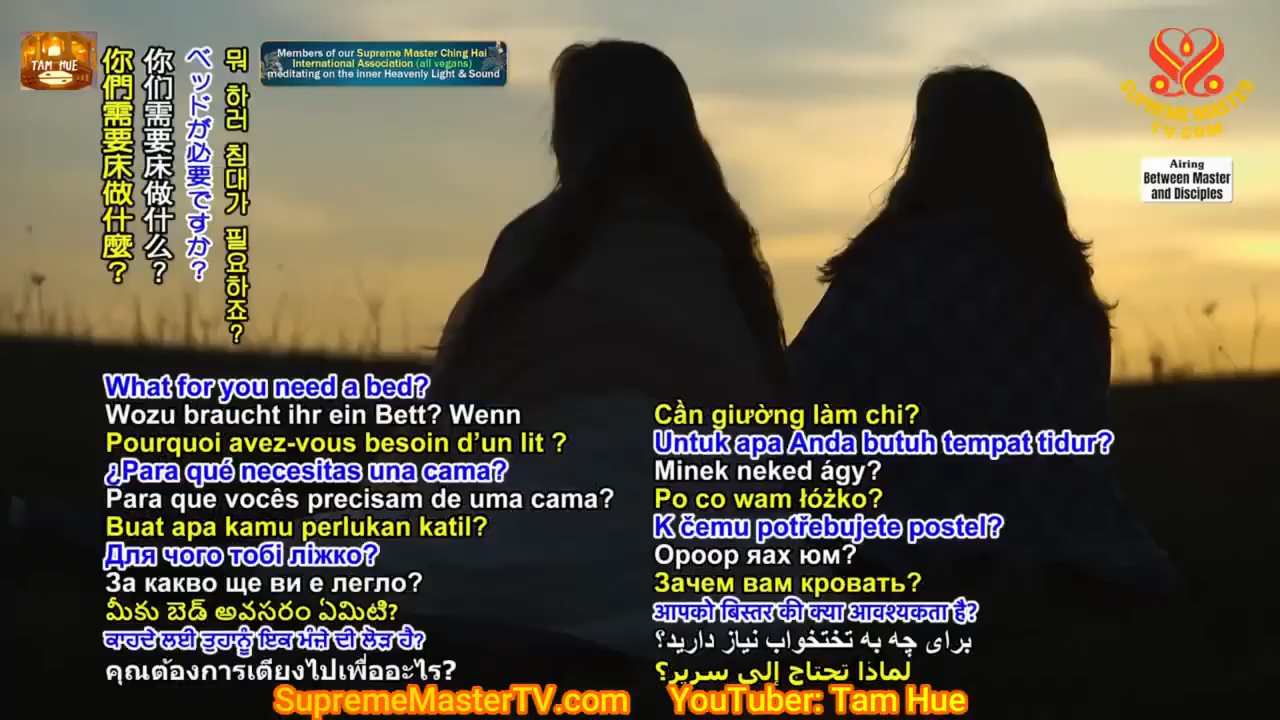 TAM HUE
你們需要床做什麼？
你们需要床做什么？
ベッドが必要ですか？
뭐 하러 침대가 필요하죠?
Members of our Supreme Master Ching Hai
International Association (all vegans)
meditating on the inner Heavenly Light & Sound
SUPREMEMASTER
TV.COM
Airing
Between Master
and Disciples
What for you need a bed?
Wozu braucht ihr ein Bett? Wenn
Pourquoi avez-vous besoin d’un lit ?
¿Para qué necesitas una cama?
Para que vocês precisam de uma cama?
Buat apa kamu perlukan katil?
Для чого тобі ліжко?
За какво ще ви е легло?
మీకు బెడ్ అవసరం ఏమిటి?
ਕਾਹਦੇ ਲਈ ਤੁਹਾਨੂੰ ਇਕ ਮੰਜੇ ਦੀ ਲੋੜ ਹੈ?
คุณต้องการเตียงไปเพื่ออะไร?
Cần giường làm chi?
Untuk apa Anda butuh tempat tidur?
Minek neked ágy?
Po co wam łóżko?
K čemu potřebujete postel?
Ороор яах юм?
Зачем вам кровать?
आपको बिस्तर की क्या आवश्यकता है?
برای چه به تختخواب نیاز دارید؟
لماذا تحتاج إلى سرير؟
SupremeMasterTV.com YouTuber: Tam Hue